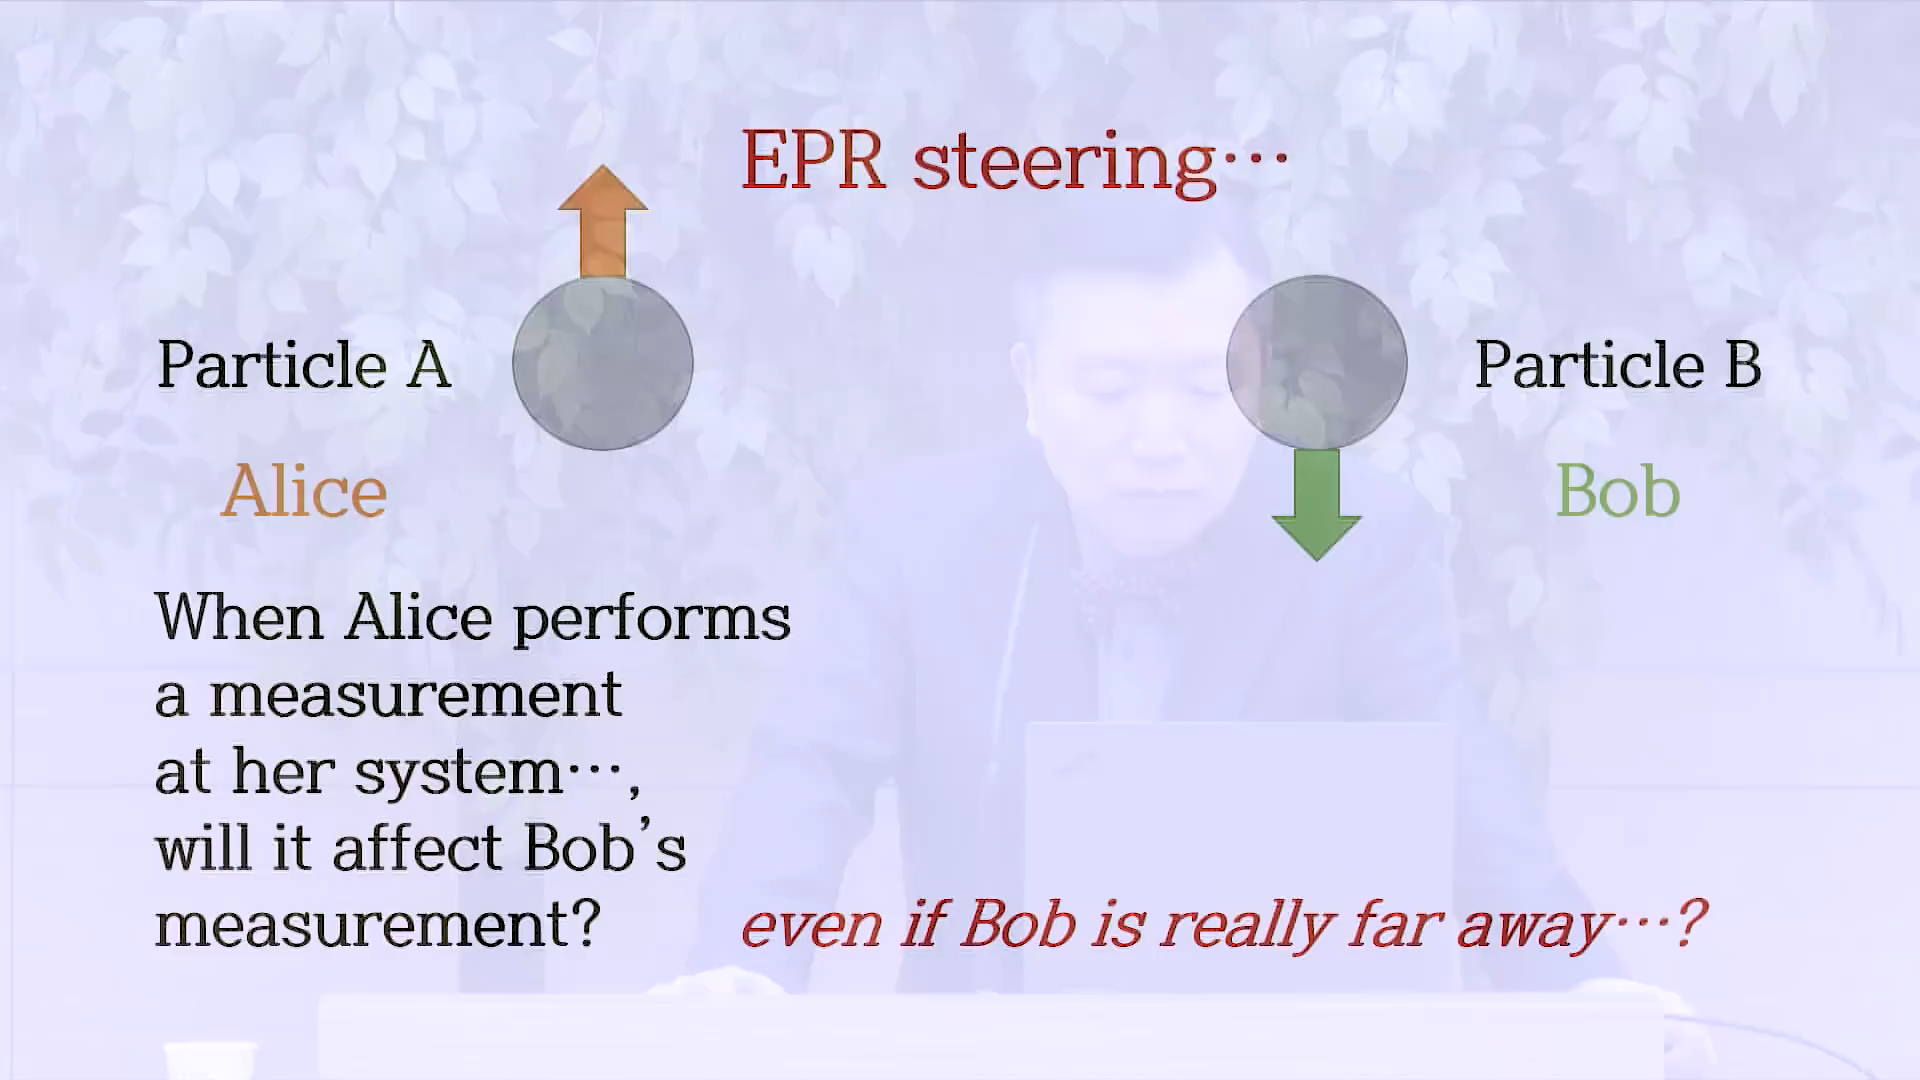 EPR steering…
Particle A
Particle B
Alice
Bob
When Alice performs
a measurement
at her system…,
will it affect Bob's
measurement?
even if Bob is really far away…?